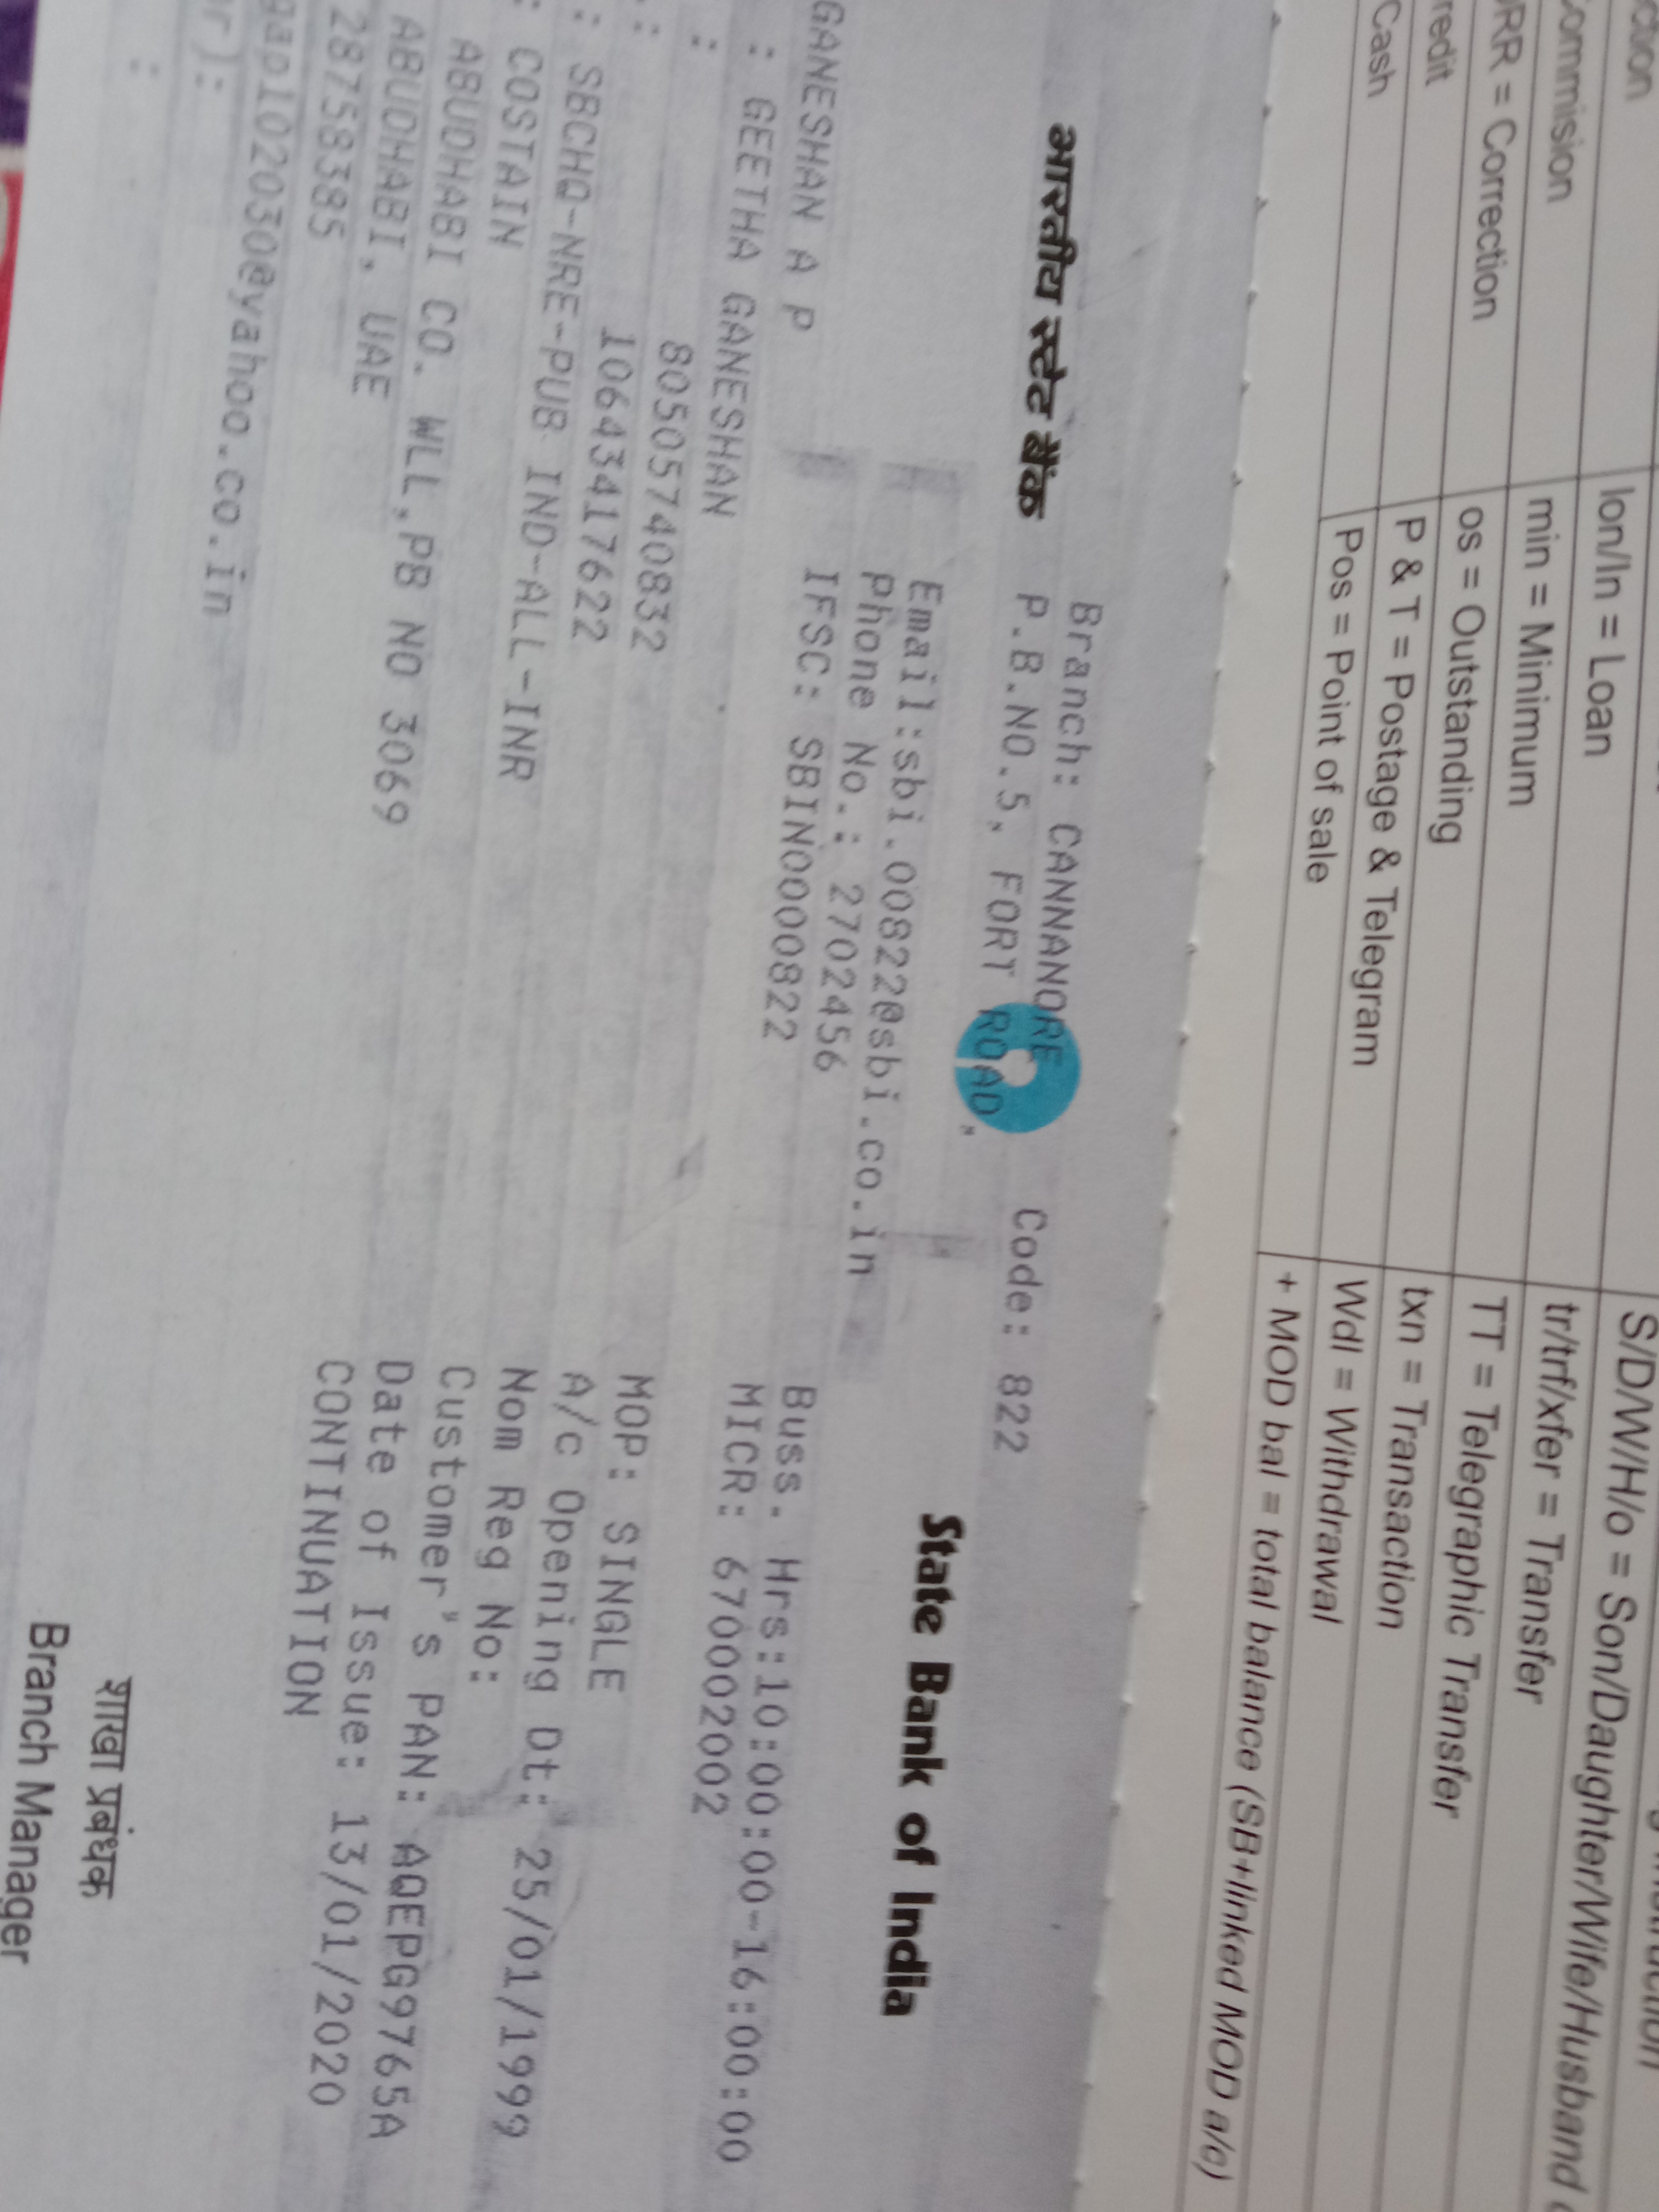 lon/ln = Loan S/D/W/H/o = Son/Daughter/Wife/Husband
Commision min = Minimum tr/trf/xfer = Transfer
RR = Correction os = Outstanding TT = Telegraphic Transfer
redit P & T = Postage & Telegram txn = Transaction
Cash Pos = Point of sale Wdl = Withdrawal
+ MOD bal = total balance (SB+linked MOD a/c)
Branch: CANNANORE Code: 822
भारतीय स्टेट बैंक P.B.NO.5, FORT ROAD, State Bank of India
Email:sbi.00822@sbi.co.in
Phone No.: 2702456 Buss. Hrs:10:00:00-16:00:00
IFSC: SBIN0000822 MICR: 670002002
GANESHAN A P
: GEETHA GANESHAN
: 80505740832 MOP: SINGLE
: 10643417622 A/c Opening Dt: 25/01/1999
: SBCHQ-NRE-PUB IND-ALL-INR Nom Reg No:
: COSTAIN Customer's PAN: AQEPG9765A
ABUDHABI CO. WLL,PB NO 3069 Date of Issue: 13/01/2020
ABUDHABI, UAE CONTINUATION
287583385
gap102030@yahoo.co.in
r):
:
शाखा प्रबंधक
Branch Manager